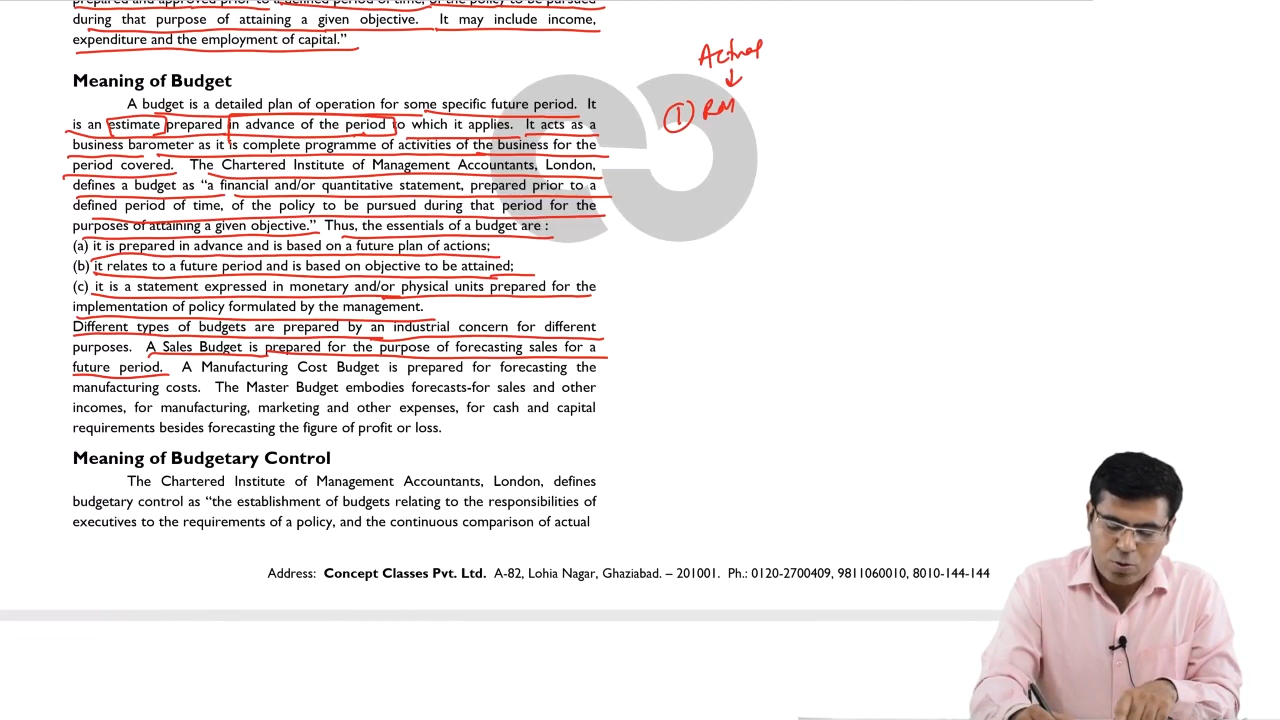 prepared and approved prior to a defined period of time, of the policy to be pursued
during that purpose of attaining a given objective. It may include income,
expenditure and the employment of capital.”
Actual
① RM
Meaning of Budget
A budget is a detailed plan of operation for some specific future period. It
is an estimate prepared in advance of the period to which it applies. It acts as a
business barometer as it is complete programme of activities of the business for the
period covered. The Chartered Institute of Management Accountants, London,
defines a budget as “a financial and/or quantitative statement, prepared prior to a
defined period of time, of the policy to be pursued during that period for the
purposes of attaining a given objective.” Thus, the essentials of a budget are :
(a) it is prepared in advance and is based on a future plan of actions;
(b) it relates to a future period and is based on objective to be attained;
(c) it is a statement expressed in monetary and/or physical units prepared for the
implementation of policy formulated by the management.
Different types of budgets are prepared by an industrial concern for different
purposes. A Sales Budget is prepared for the purpose of forecasting sales for a
future period. A Manufacturing Cost Budget is prepared for forecasting the
manufacturing costs. The Master Budget embodies forecasts-for sales and other
incomes, for manufacturing, marketing and other expenses, for cash and capital
requirements besides forecasting the figure of profit or loss.
Meaning of Budgetary Control
The Chartered Institute of Management Accountants, London, defines
budgetary control as “the establishment of budgets relating to the responsibilities of
executives to the requirements of a policy, and the continuous comparison of actual
Address: Concept Classes Pvt. Ltd. A-82, Lohia Nagar, Ghaziabad. – 201001. Ph.: 0120-2700409, 9811060010, 8010-144-144